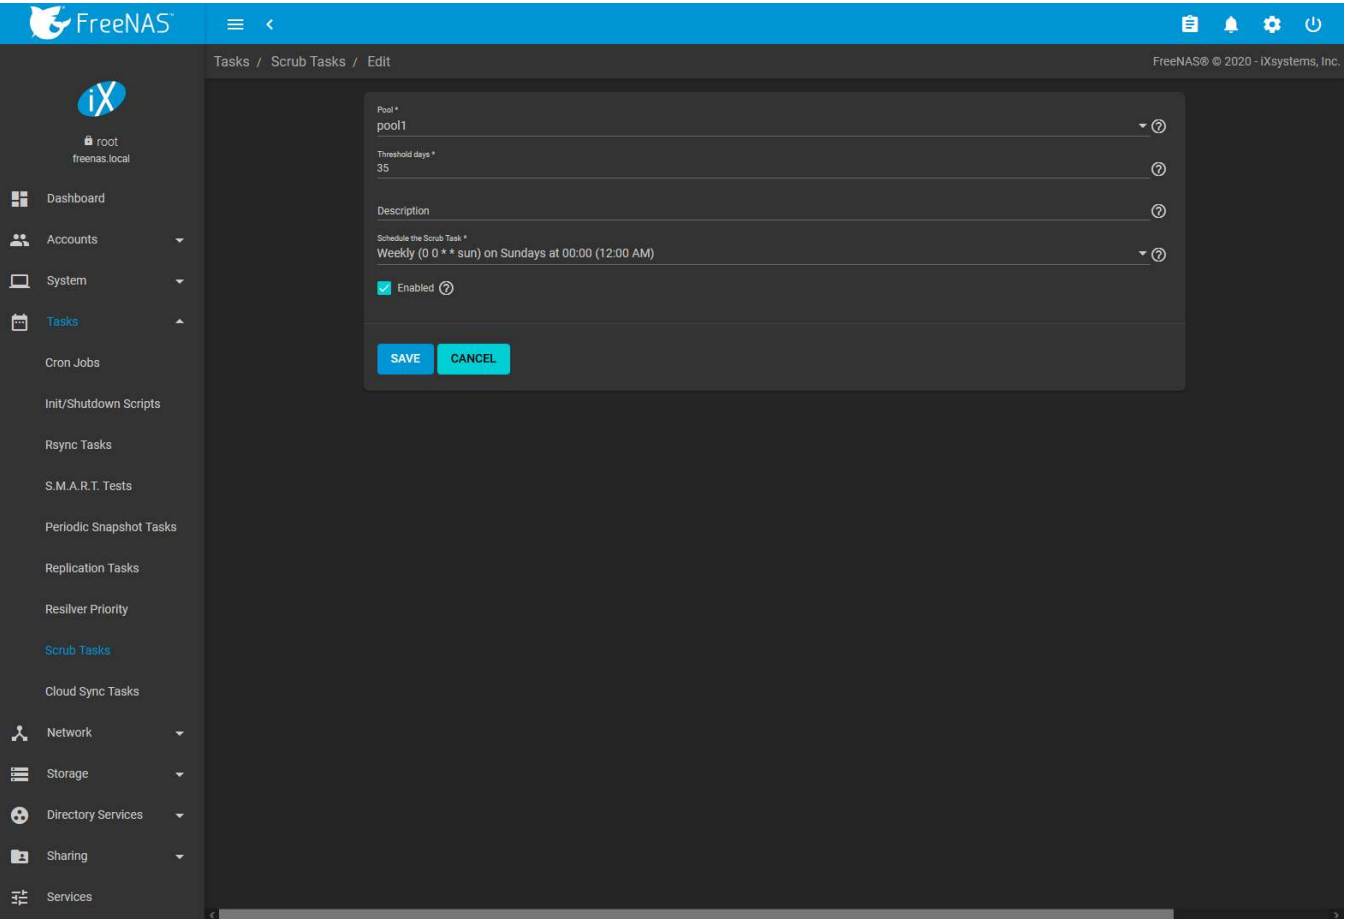 FreeNAS™
Tasks / Scrub Tasks / Edit
FreeNAS® © 2020 - iXsystems, Inc.
iX
root
freenas.local
Dashboard
Accounts
System
Tasks
Cron Jobs
Init/Shutdown Scripts
Rsync Tasks
S.M.A.R.T. Tests
Periodic Snapshot Tasks
Replication Tasks
Resilver Priority
Scrub Tasks
Cloud Sync Tasks
Network
Storage
Directory Services
Sharing
Services
Pool *
pool1
Threshold days *
35
Description
Schedule the Scrub Task *
Weekly (0 0 * * sun) on Sundays at 00:00 (12:00 AM)
Enabled
SAVE CANCEL